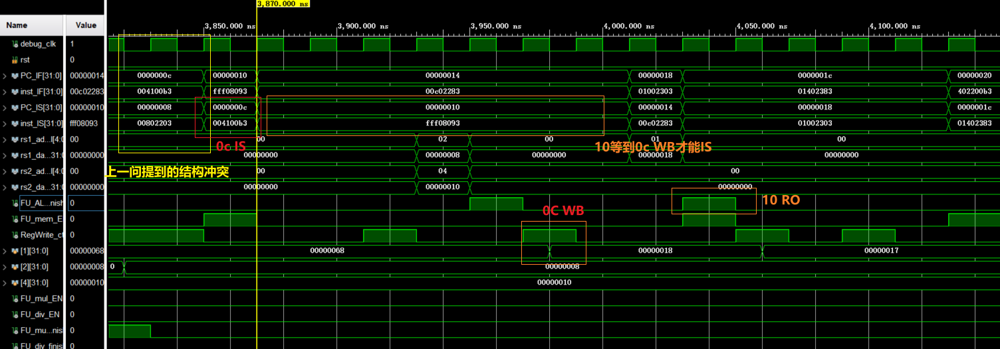 3,870.000 ns
Name Value 3,850.000 ns 3,900.000 ns 3,950.000 ns 4,000.000 ns 4,050.000 ns 4,100.000 ns
debug_clk 1
rst 0
PC_IF[31:0] 00000014 0000000c 00000010 00000014 00000018 0000001c 00000020
inst_IF[31:0] 00c02283 004100b3 fff08093 00c02283 01002303 01402383 402200b3
PC_IS[31:0] 00000010 00000008 0000000c 00000010 00000014 00000018 0000001c
inst_IS[31:0] fff08093 00802203 004100b3 fff08093 00c02283 01002303 01402383
rs1_ad...l[4:0 00 00 02 00 01 00
0c IS
10等到0c WB才能IS
rs1_da...31:0] 00000000 00000000 00000008 00000000 00000018 00000000
上一问提到的结构冲突
rs2_ad...l[4:0 00 00 04 00
rs2_da...31:0] 00000000 00000000 00000010 00000000
FU_AL...nish 0
10 RO
0C WB
FU_mem_E 0
RegWrite_ct 0
[1][31:0] 00000068 00000068 00000018 00000017
[2][31:0] 00000008 0 00000008
[4][31:0] 00000010 00000010
FU_mul_EN 0
FU_div_EN 0
FU_mu...nis 0
FU_div_finis 0